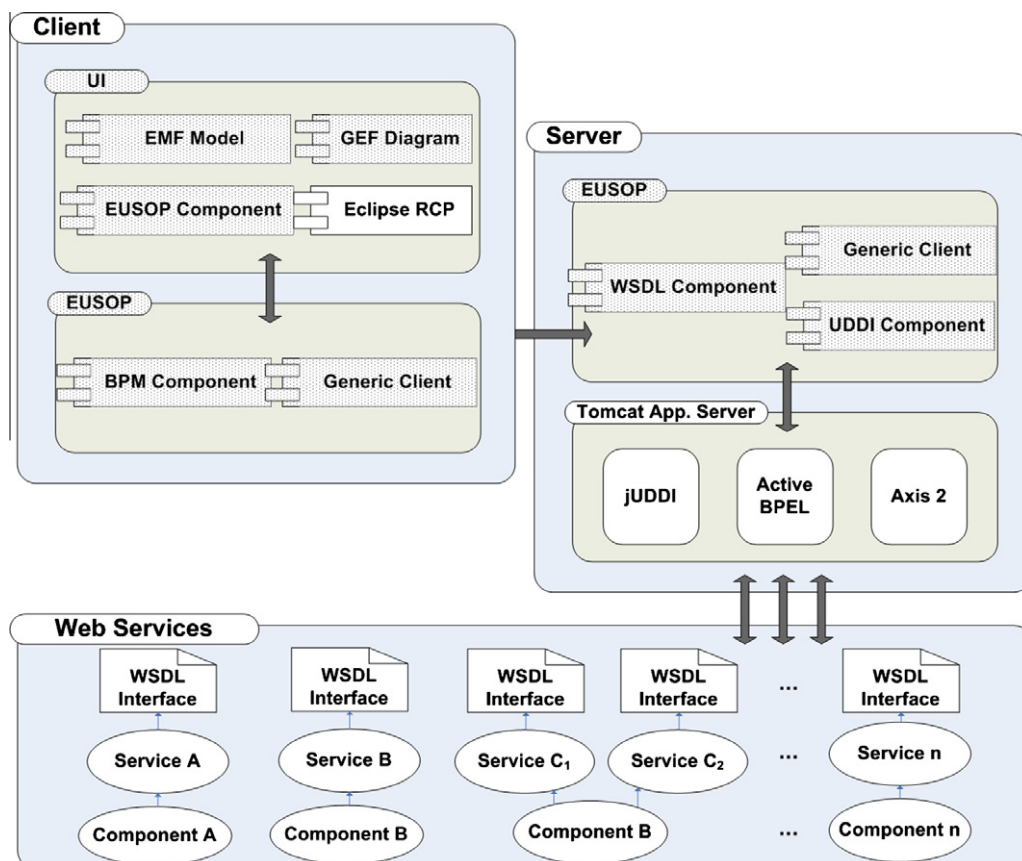 Client
UI
EMF Model
GEF Diagram
EUSOP Component
Eclipse RCP
EUSOP
BPM Component
Generic Client
Server
EUSOP
Generic Client
WSDL Component
UDDI Component
Tomcat App. Server
jUDDI
Active
BPEL
Axis 2
Web Services
WSDL
Interface
WSDL
Interface
WSDL
Interface
WSDL
Interface
...
WSDL
Interface
Service A
Service B
Service C₁
Service C₂
...
Service n
Component A
Component B
Component B
...
Component n